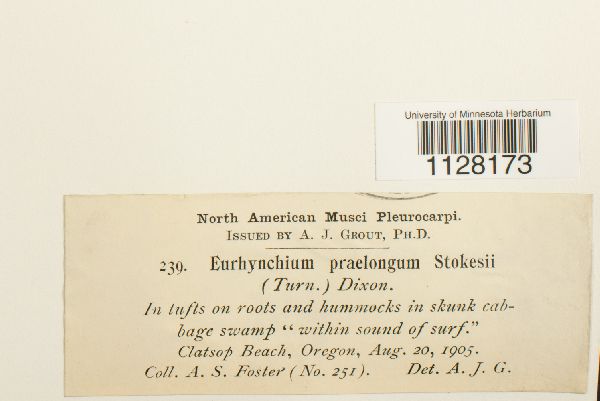 University of Minnesota Herbarium
1128173
North American Musci Pleurocarpi.
Issued by A. J. Grout, Ph.D.
239. Eurhynchium praelongum Stokesii
(Turn.) Dixon.
In tufts on roots and hummocks in skunk cab-
bage swamp “ within sound of surf.”
Clatsop Beach, Oregon, Aug. 20, 1905.
Coll. A. S. Foster (No. 251). Det. A. J. G.